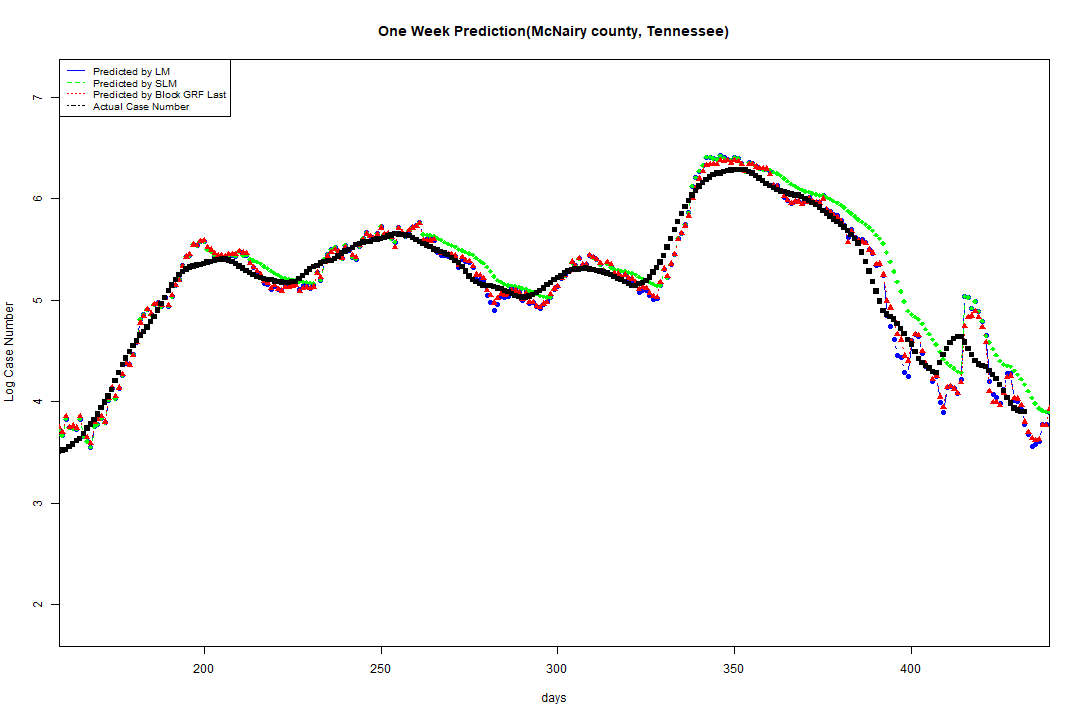 One Week Prediction(McNairy county, Tennessee)
Predicted by LM
Predicted by SLM
Predicted by Block GRF Last
Actual Case Number
7
6
5
4
3
2
Log Case Number
200
250
300
350
400
days